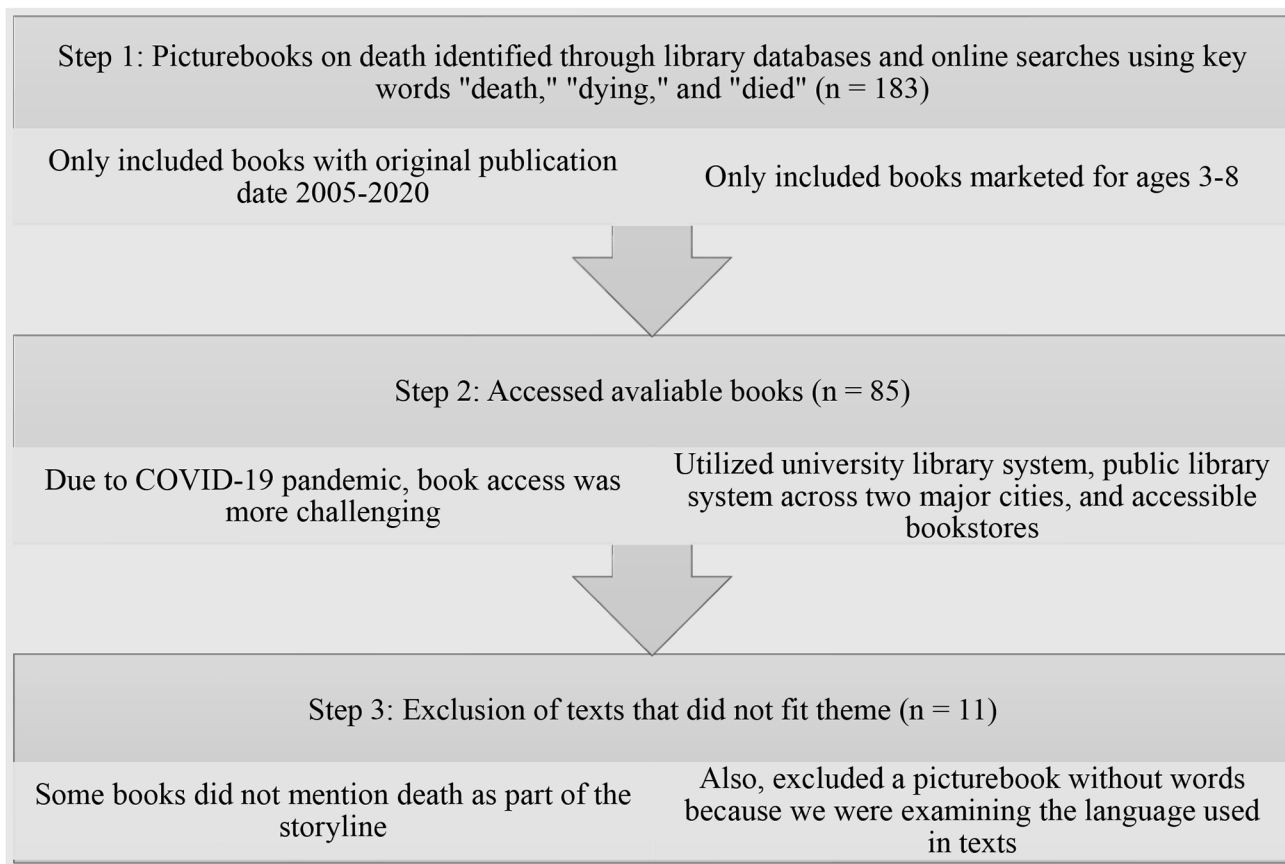 Step 1: Picturebooks on death identified through library databases and online searches using key
words "death," "dying," and "died" (n = 183)
Only included books with original publication
date 2005-2020
Only included books marketed for ages 3-8
Step 2: Accessed avaliable books (n = 85)
Due to COVID-19 pandemic, book access was
more challenging
Utilized university library system, public library
system across two major cities, and accessible
bookstores
Step 3: Exclusion of texts that did not fit theme (n = 11)
Some books did not mention death as part of the
storyline
Also, excluded a picturebook without words
because we were examining the language used
in texts